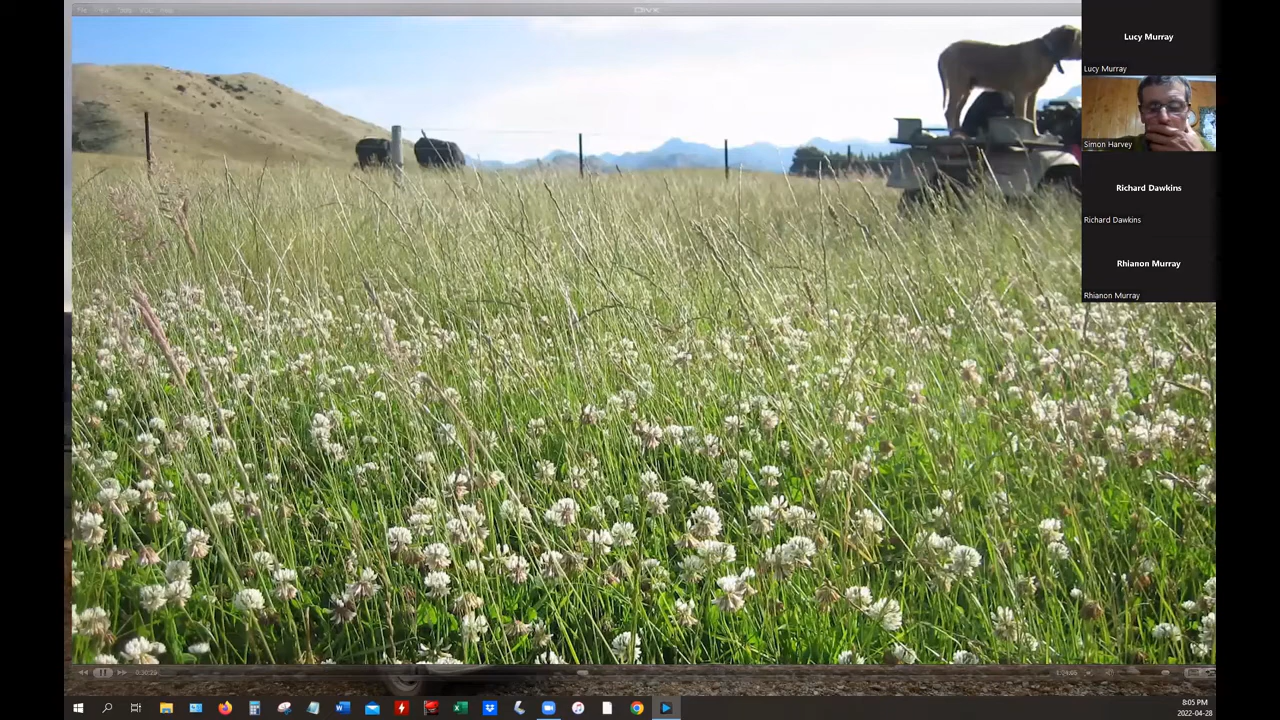 DivX
Lucy Murray
Lucy Murray
Simon Harvey
Richard Dawkins
Richard Dawkins
Rhianon Murray
Rhianon Murray
8:05 PM
2022-04-28